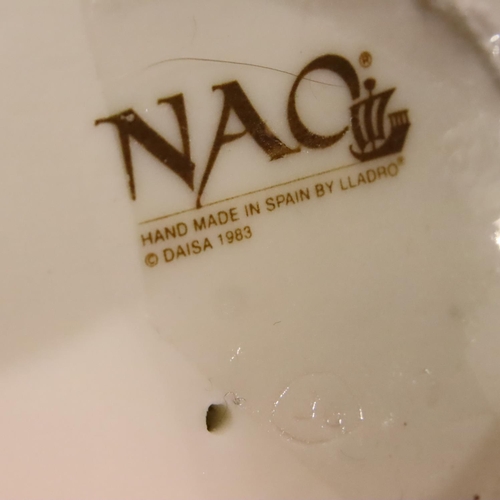 NAO®
HAND MADE IN SPAIN BY LLADRO®
© DAISA 1983